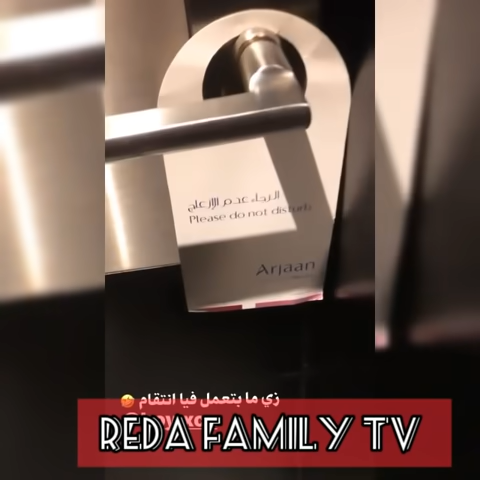 الرجاء عدم الإزعاج
Please do not disturb
Arjaan
زي ما بتعمل فيا انتقام 🤣
REDA FAMILY TV